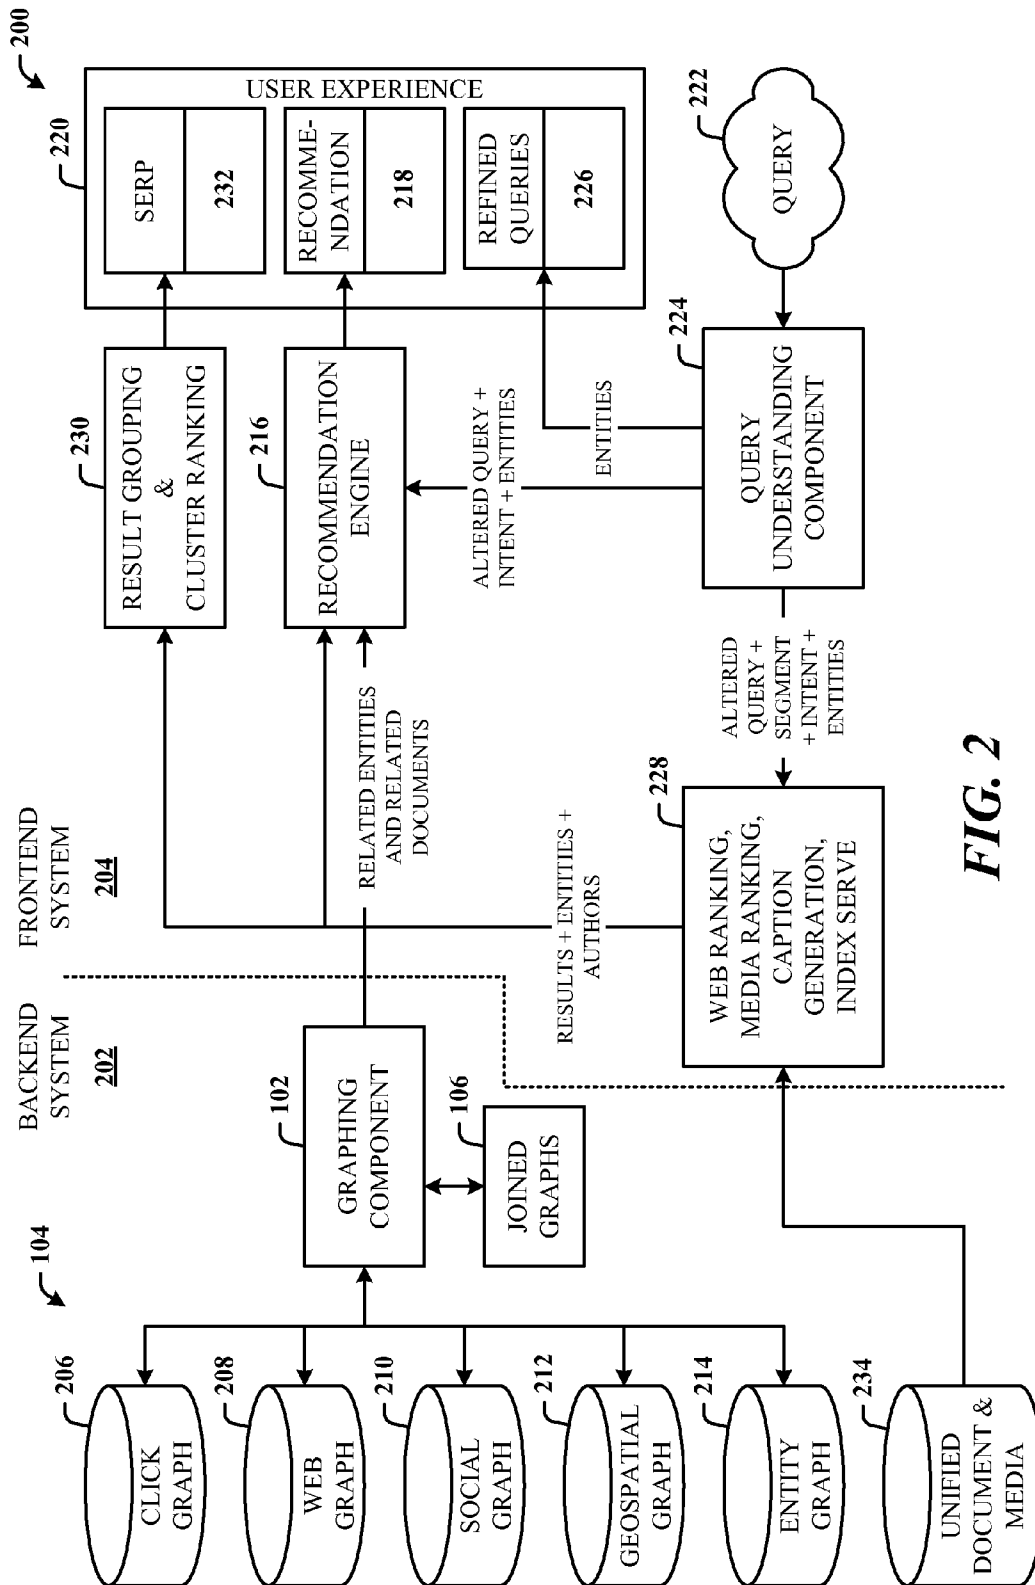 200
104
BACKEND
SYSTEM
202
FRONTEND
SYSTEM
204
206
CLICK
GRAPH
208
WEB
GRAPH
210
SOCIAL
GRAPH
212
GEOSPATIAL
GRAPH
214
ENTITY
GRAPH
234
UNIFIED
DOCUMENT &
MEDIA
102
GRAPHING
COMPONENT
106
JOINED
GRAPHS
RELATED ENTITIES
AND RELATED
DOCUMENTS
RESULTS + ENTITIES +
AUTHORS
228
WEB RANKING,
MEDIA RANKING,
CAPTION
GENERATION,
INDEX SERVE
230
RESULT GROUPING
&
CLUSTER RANKING
216
RECOMMENDATION
ENGINE
ALTERED QUERY +
INTENT + ENTITIES
ENTITIES
ALTERED
QUERY +
SEGMENT
+ INTENT +
ENTITIES
224
QUERY
UNDERSTANDING
COMPONENT
220
USER EXPERIENCE
SERP
232
RECOMME-
NDATION
218
REFINED
QUERIES
226
222
QUERY
FIG. 2